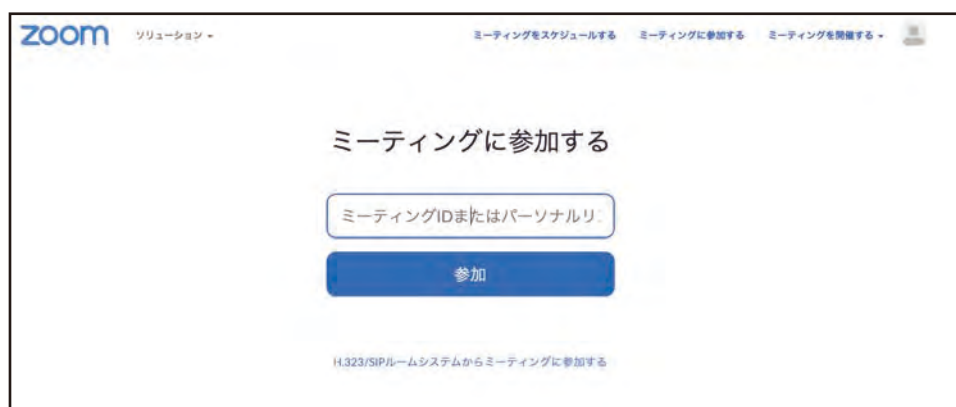 zoom
ソリューション
ミーティングをスケジュールする ミーティングに参加する ミーティングを開催する
ミーティングに参加する
ミーティングIDまたはパーソナルリ
参加
H.323/SIPルームシステムからミーティングに参加する